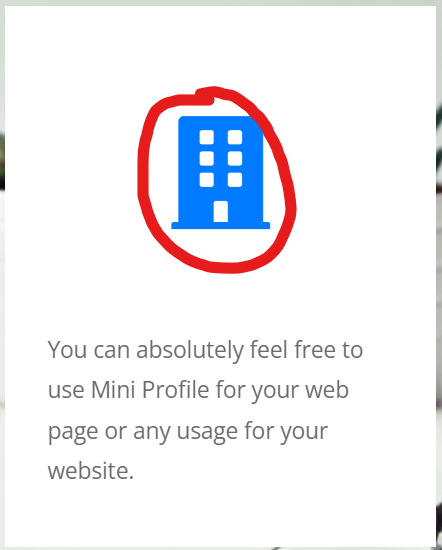 You can absolutely feel free to
use Mini Profile for your web
page or any usage for your
website.